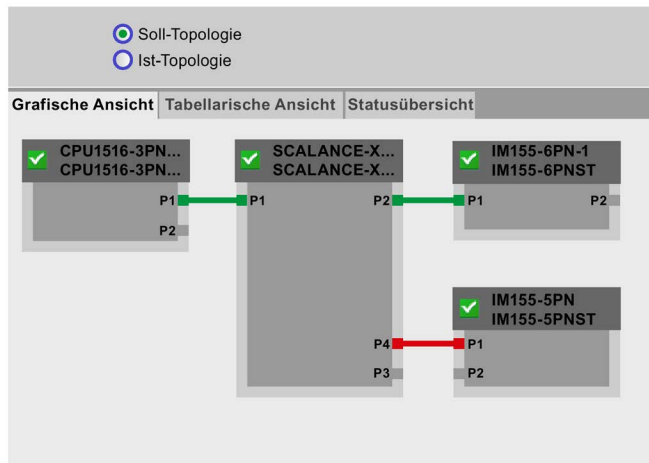 Soll-Topologie
Ist-Topologie
Grafische Ansicht Tabellarische Ansicht Statusübersicht
CPU1516-3PN...
CPU1516-3PN...
P1
P2
SCALANCE-X...
SCALANCE-X...
P1 P2
P4
P3
IM155-6PN-1
IM155-6PNST
P1 P2
IM155-5PN
IM155-5PNST
P1
P2